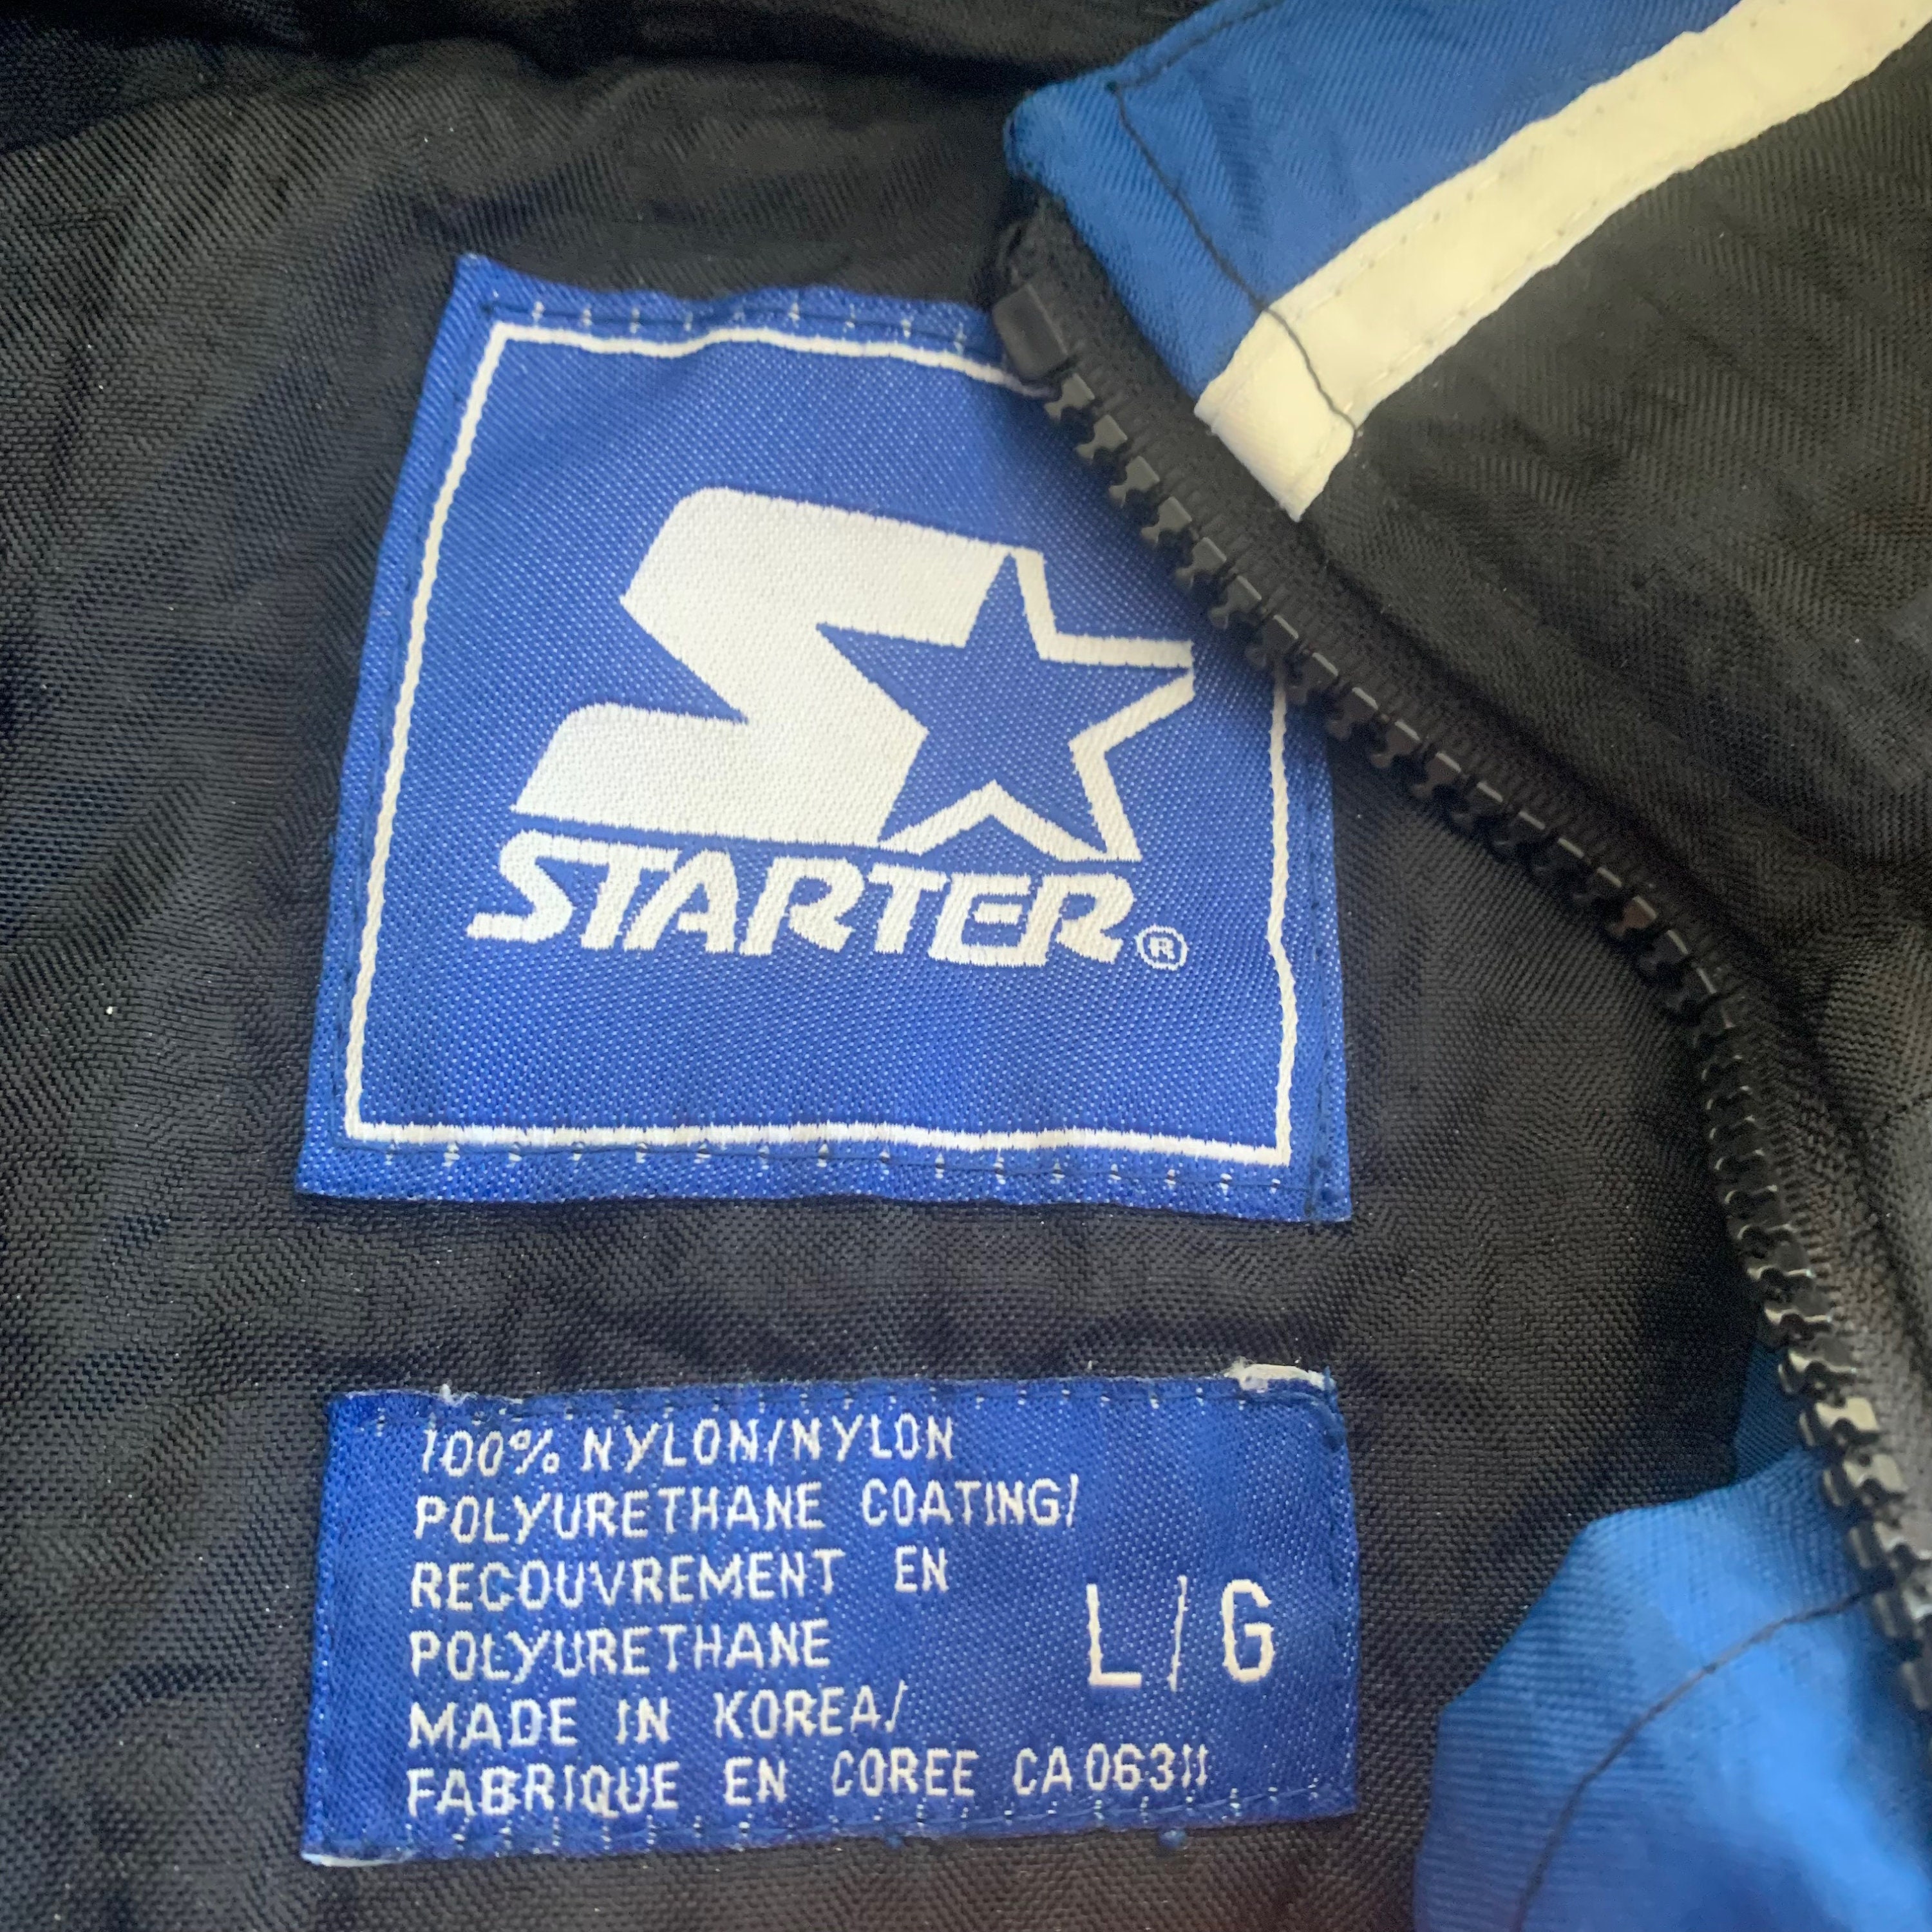 STARTER®
100% NYLON/NYLON
POLYURETHANE COATING/
RECOUVREMENT EN
POLYURETHANE
MADE IN KOREA/
FABRIQUE EN COREE CA06311
L/G